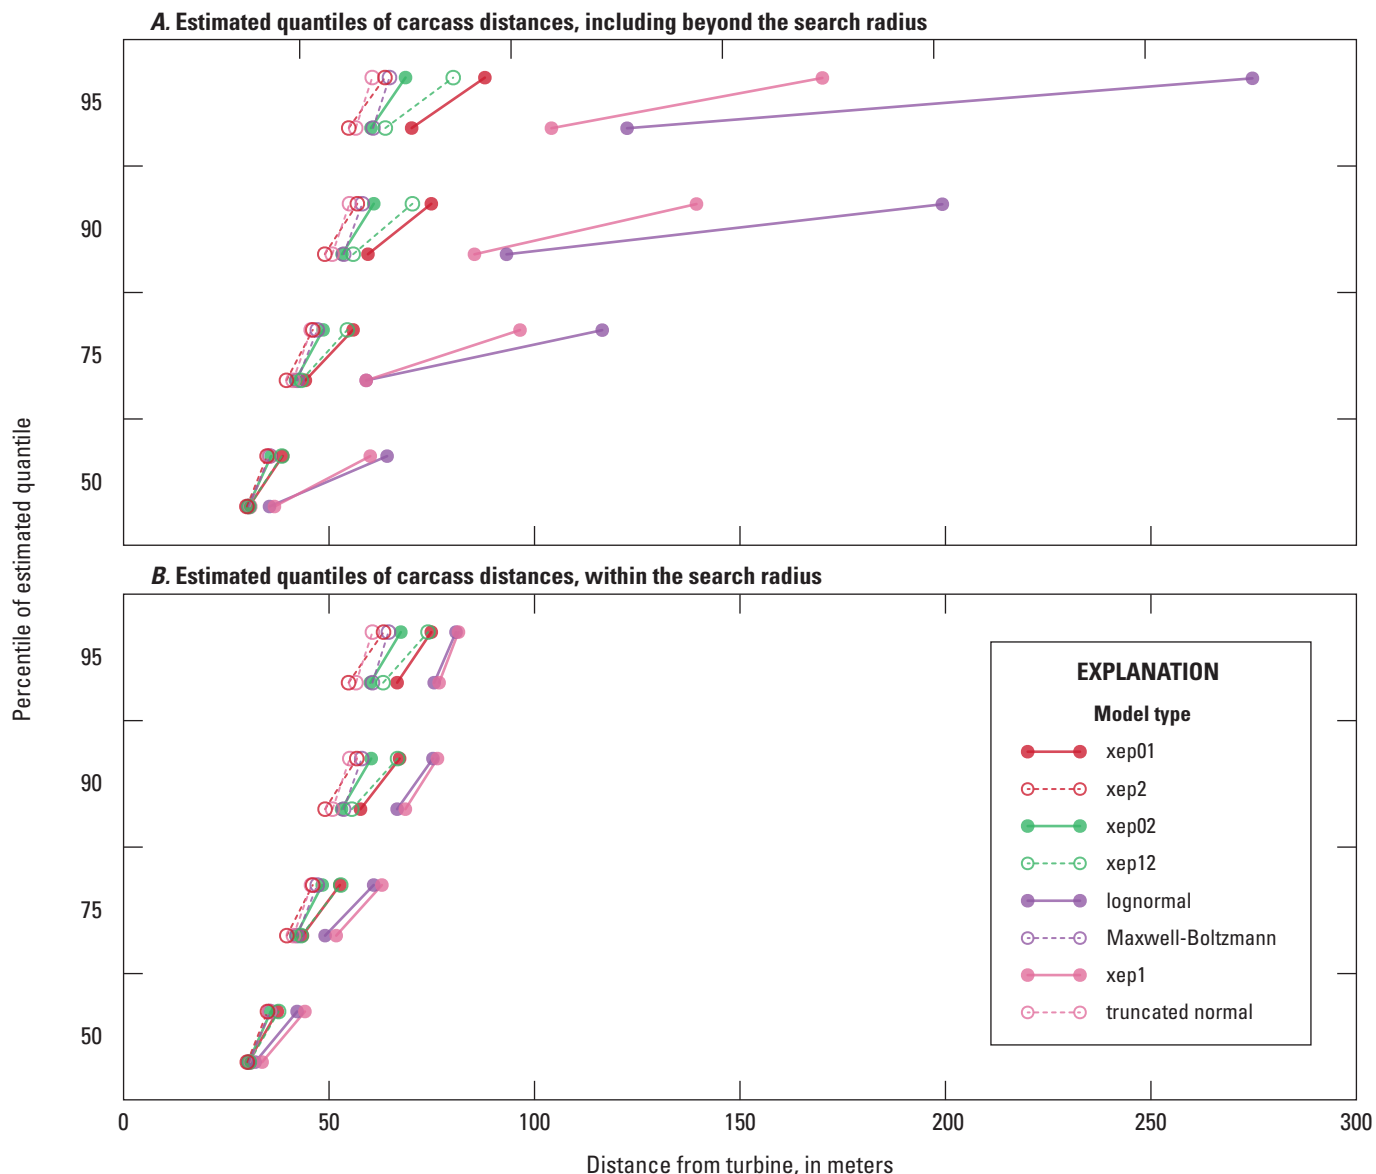 A. Estimated quantiles of carcass distances, including beyond the search radius
95
90
75
50
Percentile of estimated quantile
B. Estimated quantiles of carcass distances, within the search radius
95
90
75
50
EXPLANATION
Model type
xep01
xep2
xep02
xep12
lognormal
Maxwell-Boltzmann
xep1
truncated normal
0 50 100 150 200 250 300
Distance from turbine, in meters